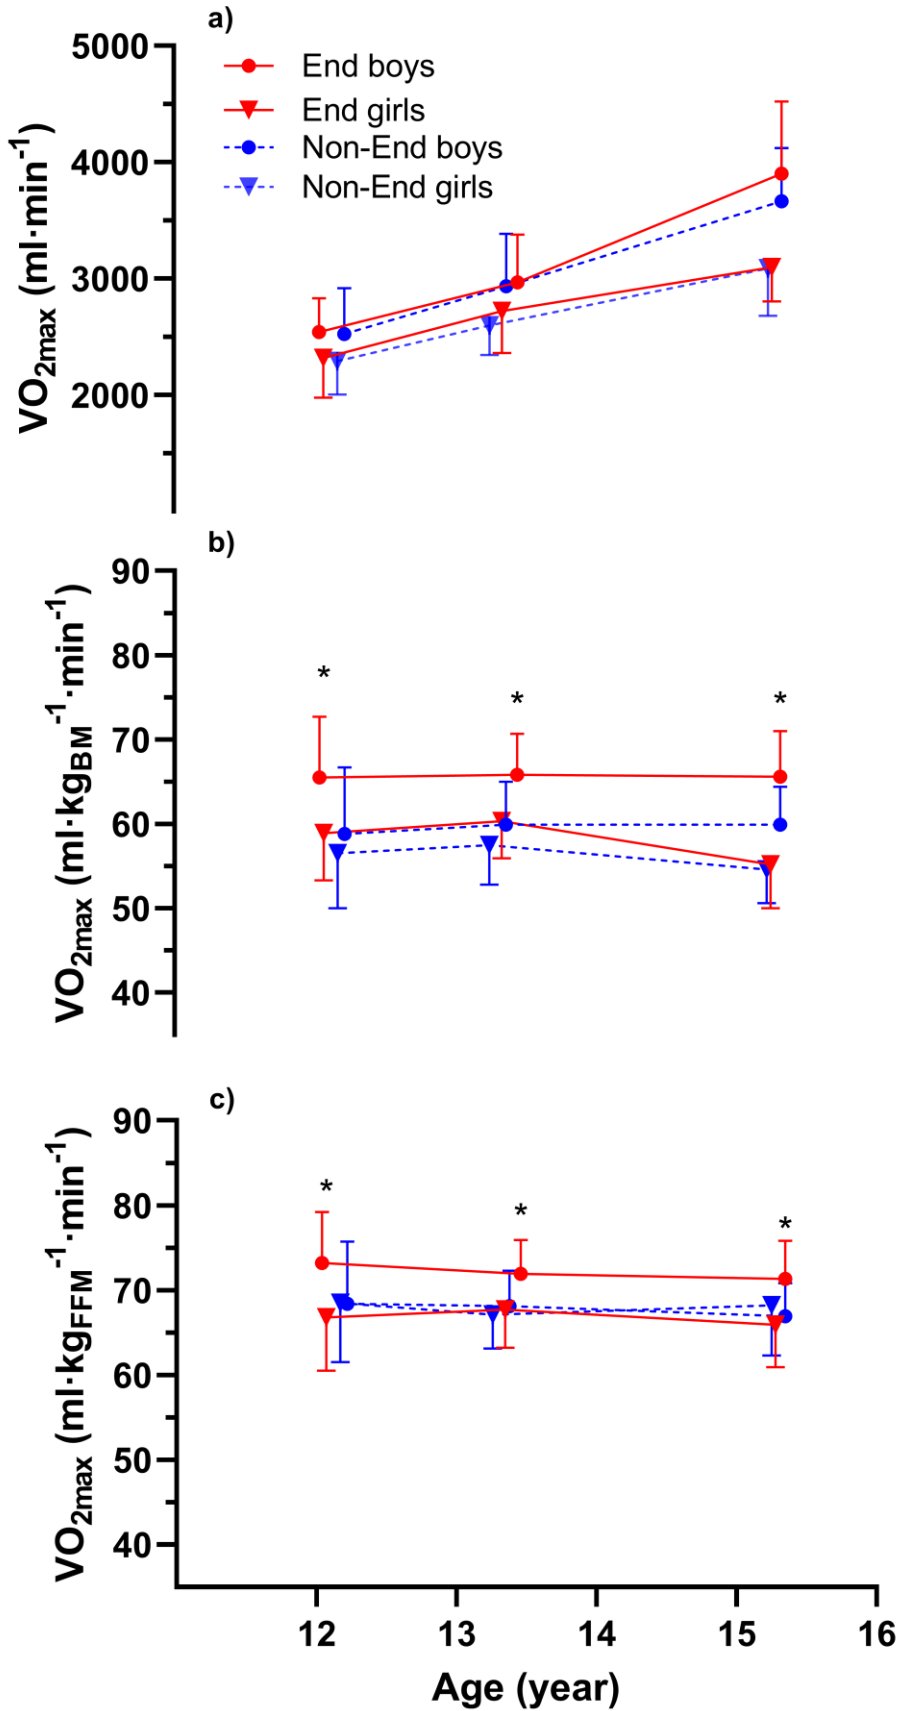 a)
5000
4000
3000
2000
VO2max (ml·min-1)
End boys
End girls
Non-End boys
Non-End girls
b)
90
80
70
60
50
40
VO2max (ml·kgBM-1·min-1)
*
*
*
c)
90
80
70
60
50
40
VO2max (ml·kgFFM-1·min-1)
*
*
*
12 13 14 15 16
Age (year)